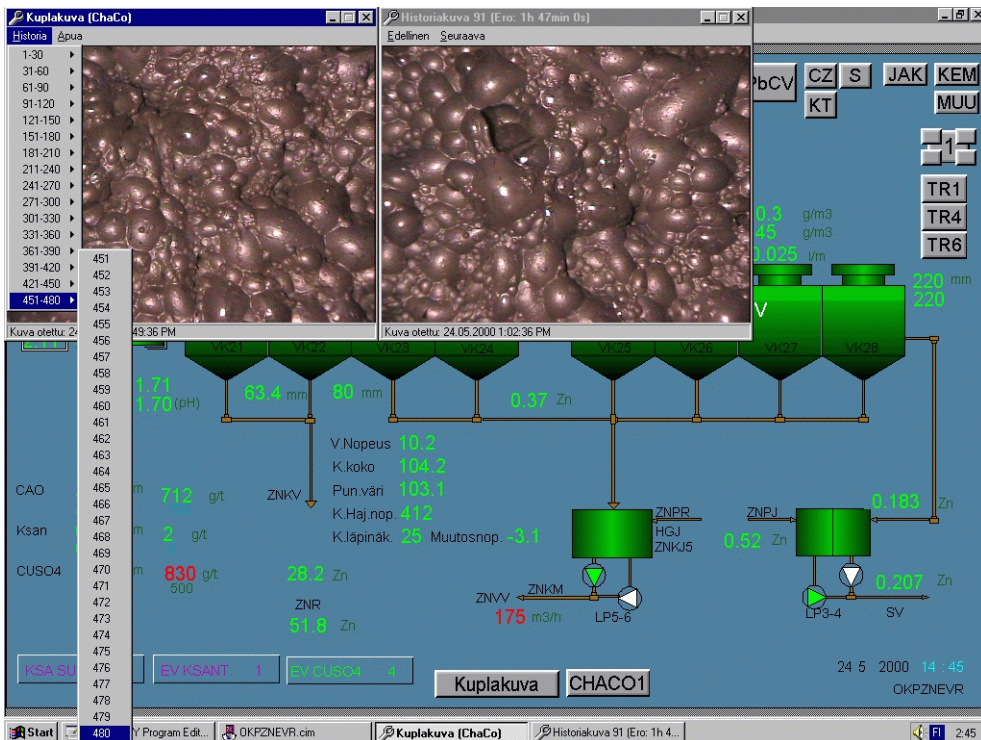 Kuplakuva (ChaCo)
Historia Apua
1-30
31-60
61-90
91-120
121-150
151-180
181-210
211-240
241-270
271-300
301-330
331-360
361-390
391-420
421-450
451-480
451
452
453
454
455
456
457
458
459
460
461
462
463
464
465
466
467
468
469
470
471
472
473
474
475
476
477
478
479
480
Kuva otettu: 24
49:36 PM
Historiakuva 91 (Ero: 1h 47min 0s)
Edellinen Seuraava
Kuva otettu: 24.05.2000 1:02:36 PM
PbCV CZ S JAK KEM
KT MUU
1
TR1
TR4
TR6
0.3 g/m3
45 g/m3
0.025 l/m
220 mm
220
V
VK21 VK22 VK23 VK24 VK25 VK26 VK27 VK28
1.71
1.70 (pH)
63.4 mm 80 mm
0.37 Zn
V.Nopeus 10.2
K.koko 104.2
Pun.väri 103.1
K.Haj.nop. 412
K.läpinäk. 25 Muutosnop. -3.1
ZNKV
CAO m 712 g/t
Ksan m 2 g/t
CUSO4 m 830 g/t
500
28.2 Zn
ZNR
51.8 Zn
ZNPR
HGJ
ZNKJ5
ZNPJ
0.183 Zn
0.52 Zn
0.207 Zn
ZNVV ZNKM
175 m3/h
LP5-6
LP3-4
SV
KSA SU
EV KSANT 1
EV CUSO4 4
Kuplakuva CHACO1
24 5 2000 14 :45
OKPZNEVR
Start
Y Program Edit...
OKPZNEVR.cim
Kuplakuva (ChaCo)
Historiakuva 91 (Ero: 1h 4...
FI 2:45